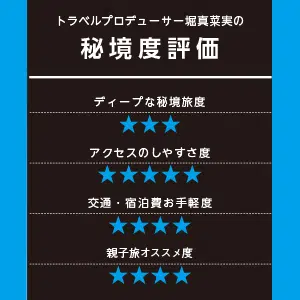 トラベルプロデューサー堀真菜実の
秘境度評価
ディープな秘境旅度
★★★
アクセスのしやすさ度
★★★★★
交通・宿泊費お手軽度
★★★★
親子旅オススメ度
★★★★